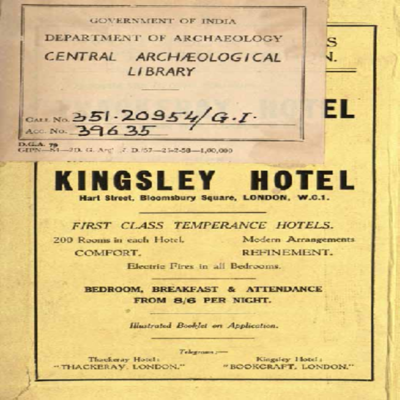 GOVERNMENT OF INDIA
DEPARTMENT OF ARCHAEOLOGY
CENTRAL ARCHÆOLOGICAL
LIBRARY
CALL No. 351.20954/G.I.
ACC. No. 39635
D.G.A. 79
HOTEL
KINGSLEY HOTEL
Hart Street, Bloomsbury Square, LONDON, W.C.1.
FIRST CLASS TEMPERANCE HOTELS.
200 Rooms in each Hotel. Modern Arrangements
COMFORT. REFINEMENT.
Electric Fires in all Bedrooms.
BEDROOM, BREAKFAST & ATTENDANCE
FROM 8/6 PER NIGHT.
Illustrated Booklet on Application.
Telegrams:—
Thackeray Hotel: Kingsley Hotel:
"THACKERAY, LONDON." "BOOKCRAFT, LONDON."